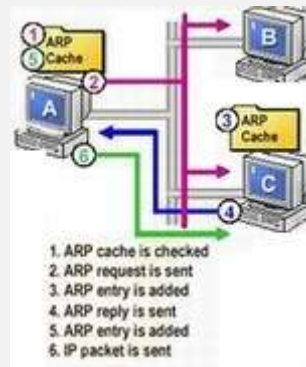 1 ARP
5 Cache
2
A
B
3 ARP
Cache
C
4
6
1. ARP cache is checked
2. ARP request is sent
3. ARP entry is added
4. ARP reply is sent
5. ARP entry is added
6. IP packet is sent